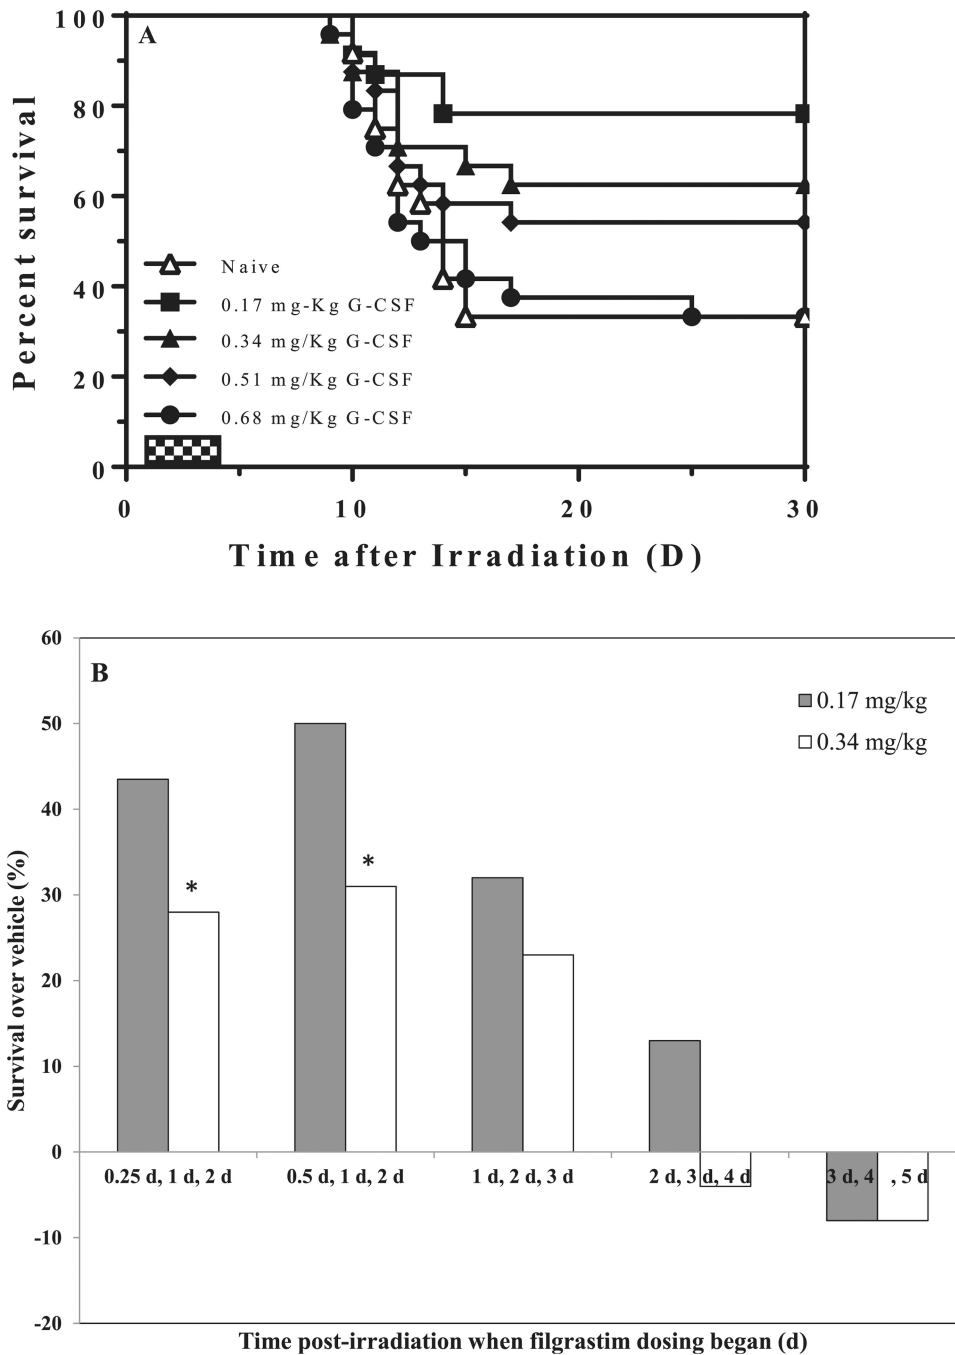 100
A
80
60
40
20
0
Percent survival
Naive
0.17 mg-Kg G-CSF
0.34 mg/Kg G-CSF
0.51 mg/Kg G-CSF
0.68 mg/Kg G-CSF
0 10 20 30
Time after Irradiation (D)
60
B
50
40
30
20
10
0
-10
-20
Survival over vehicle (%)
0.17 mg/kg
0.34 mg/kg
*
*
0.25 d, 1 d, 2 d
0.5 d, 1 d, 2 d
1 d, 2 d, 3 d
2 d, 3 d, 4 d
3 d, 4 , 5 d
Time post-irradiation when filgrastim dosing began (d)